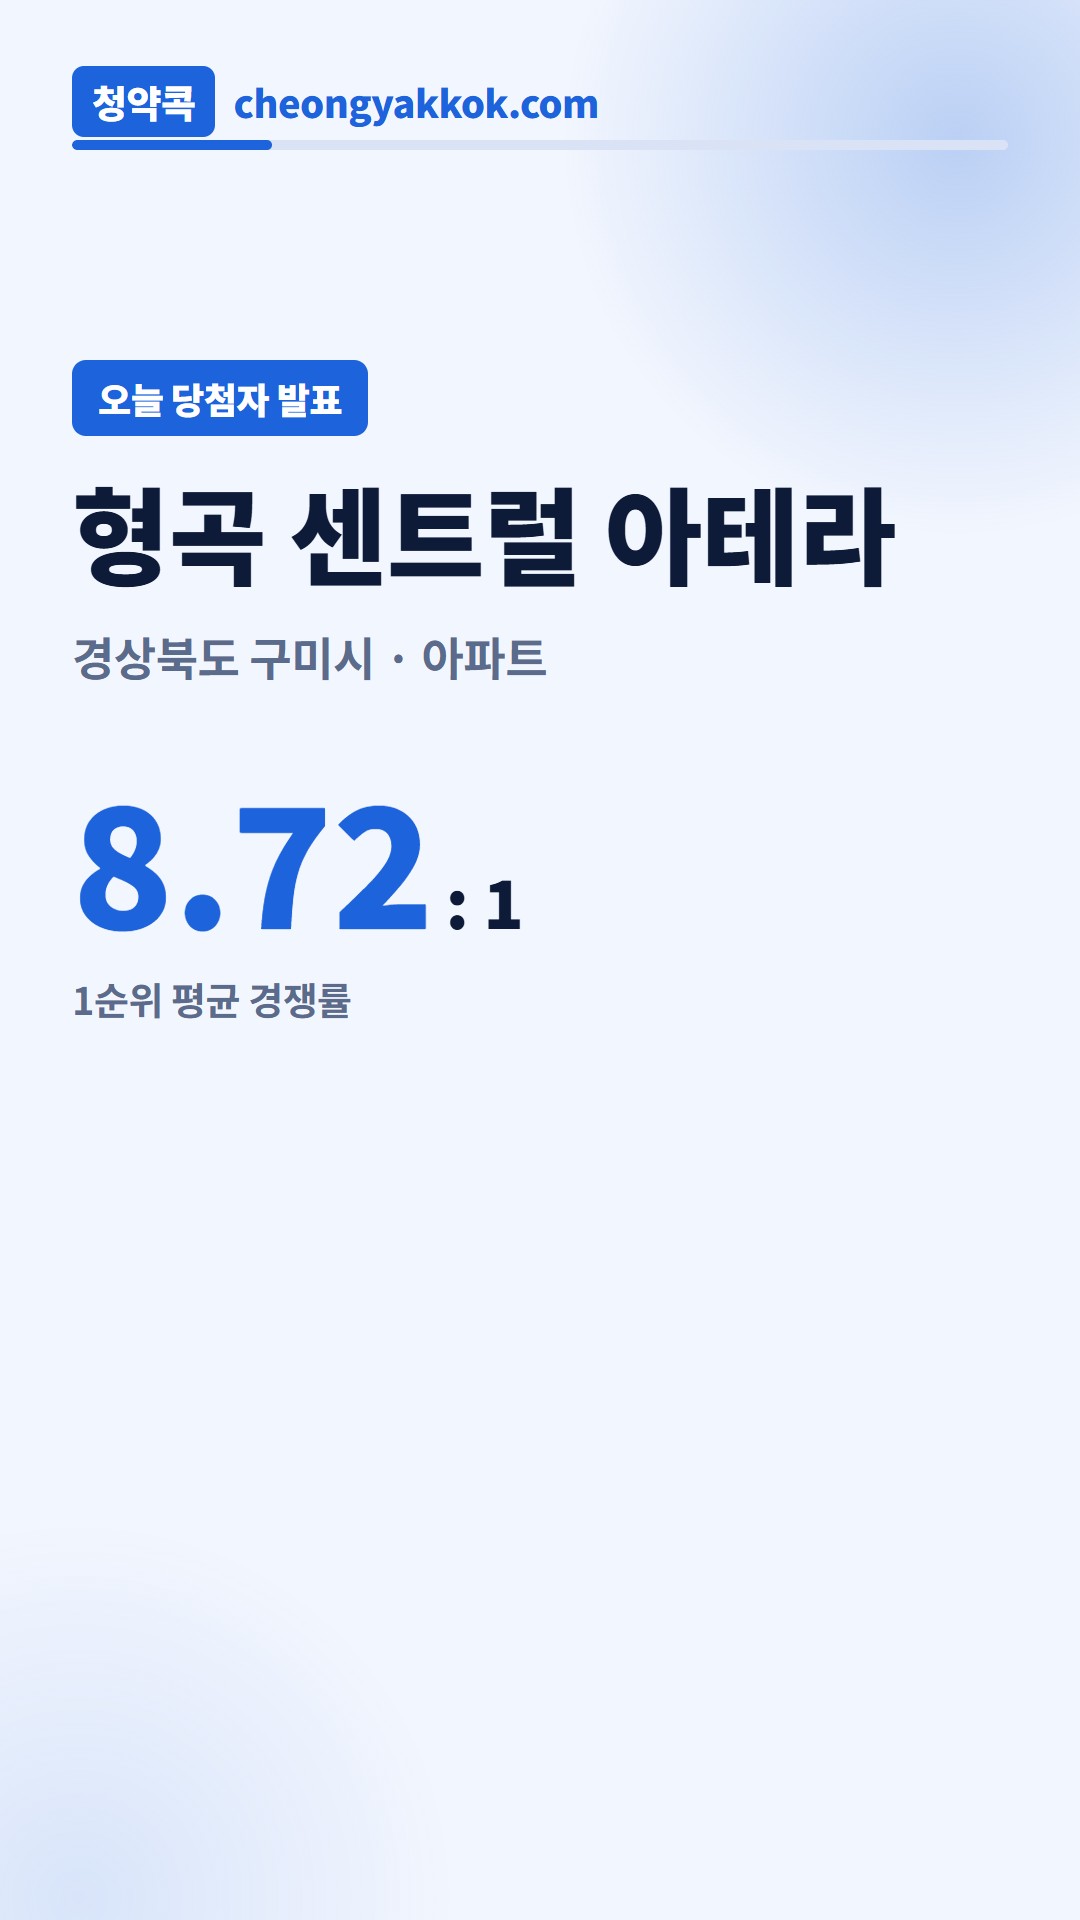 청약콕 cheongyakkok.com
오늘 당첨자 발표
형곡 센트럴 아테라
경상북도 구미시 · 아파트
8.72 : 1
1순위 평균 경쟁률